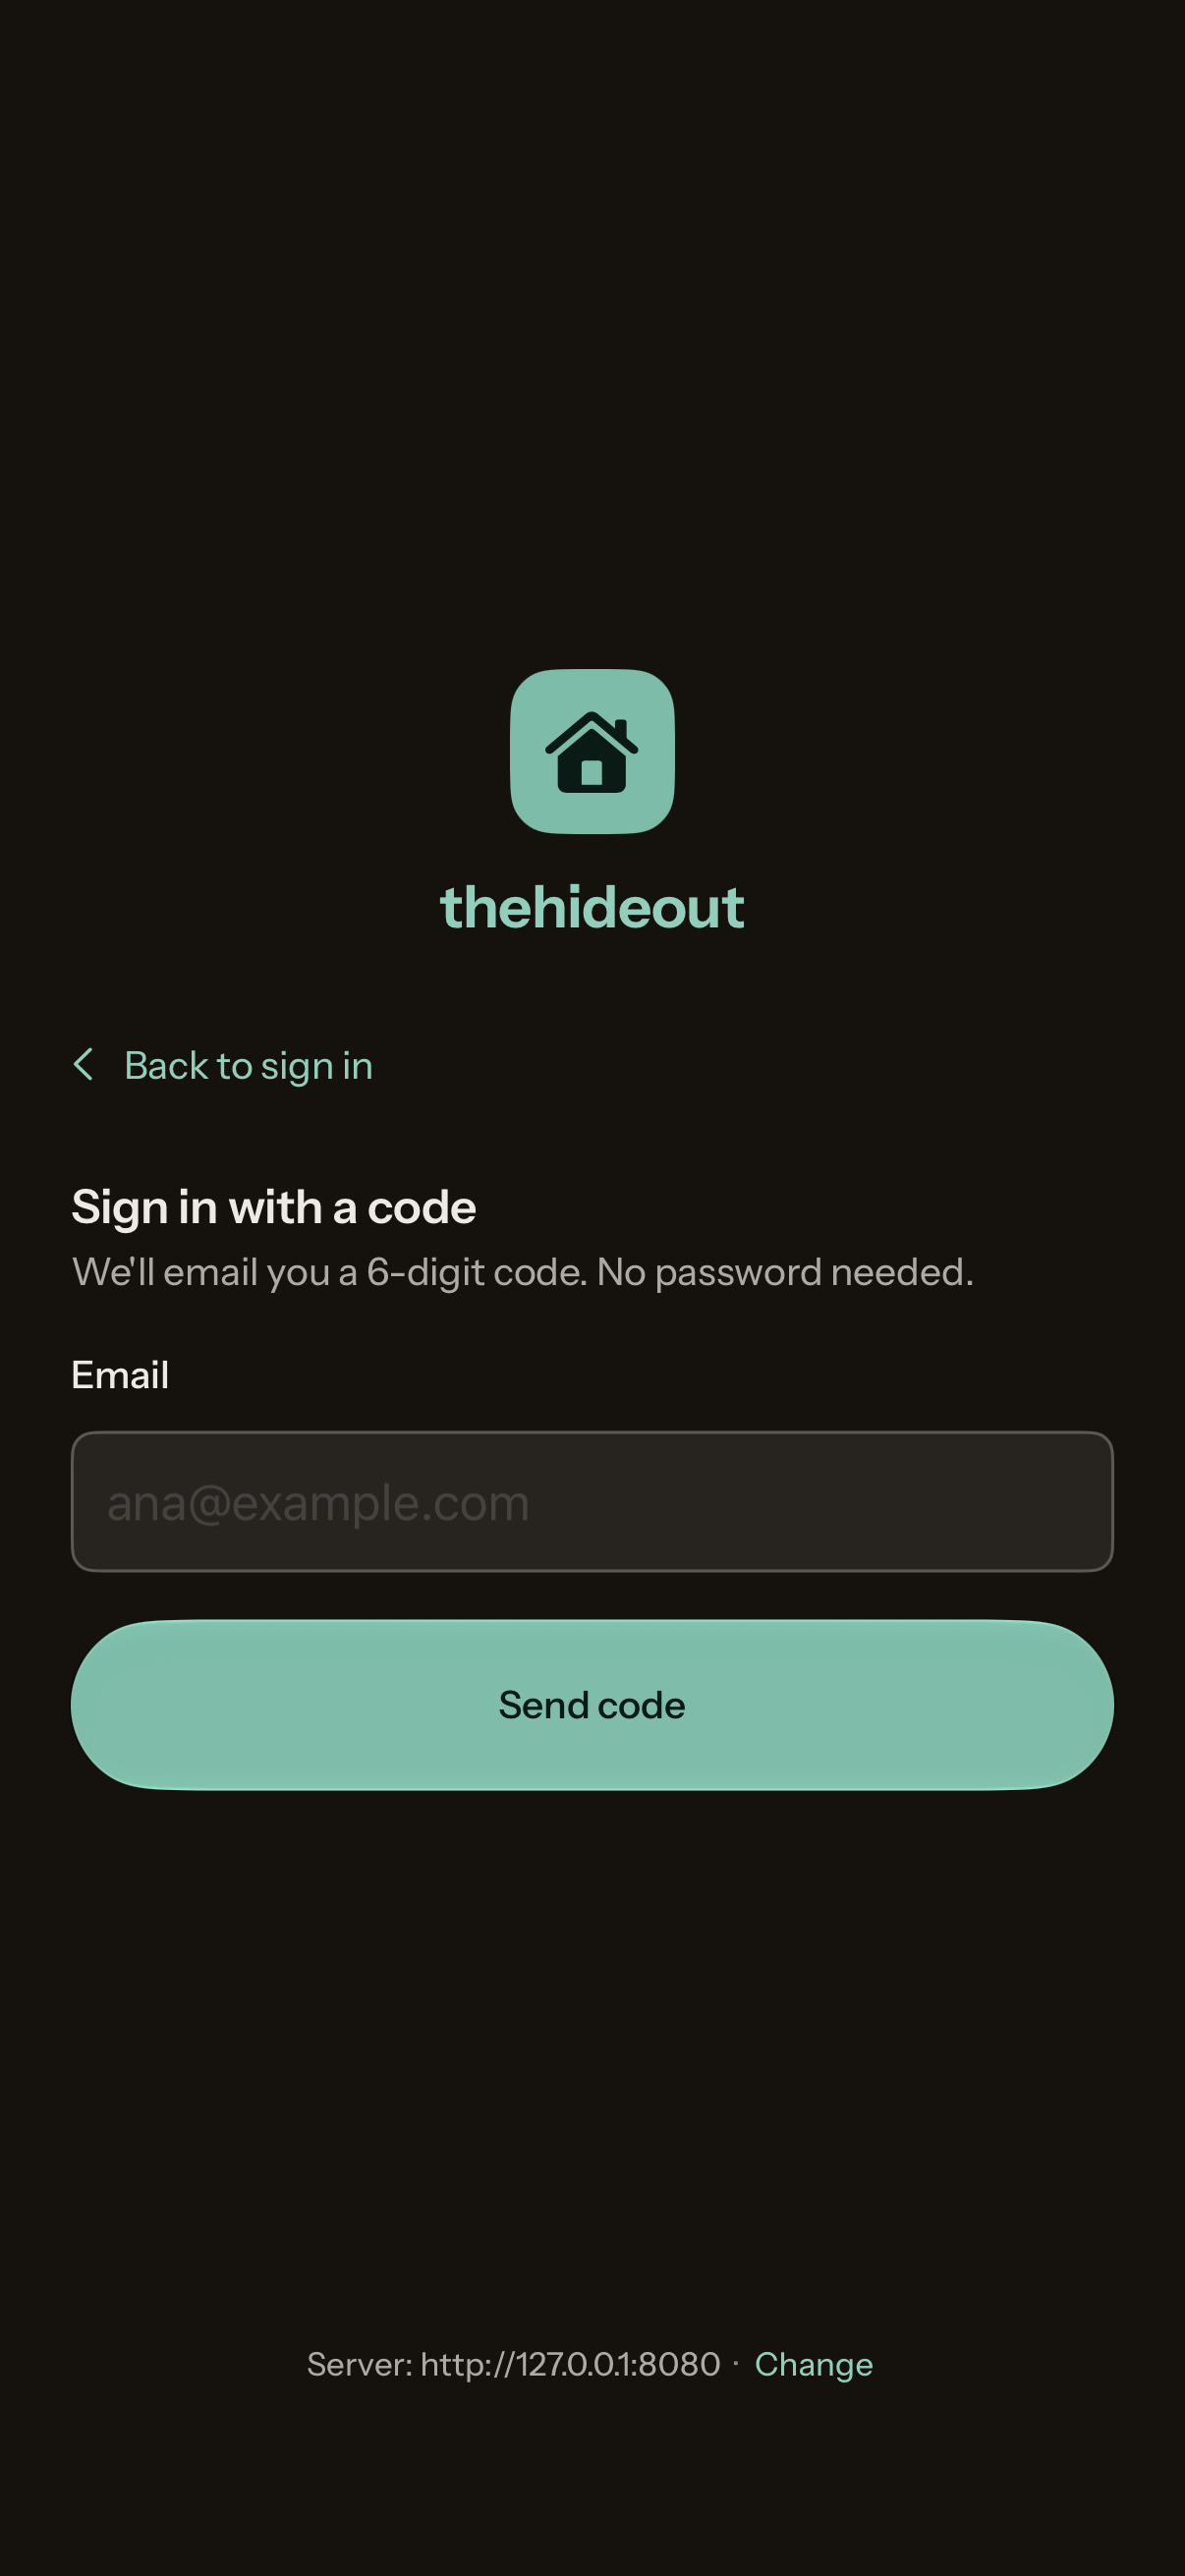 thehideout
Back to sign in
Sign in with a code
We'll email you a 6-digit code. No password needed.
Email
ana@example.com
Send code
Server: http://127.0.0.1:8080 · Change